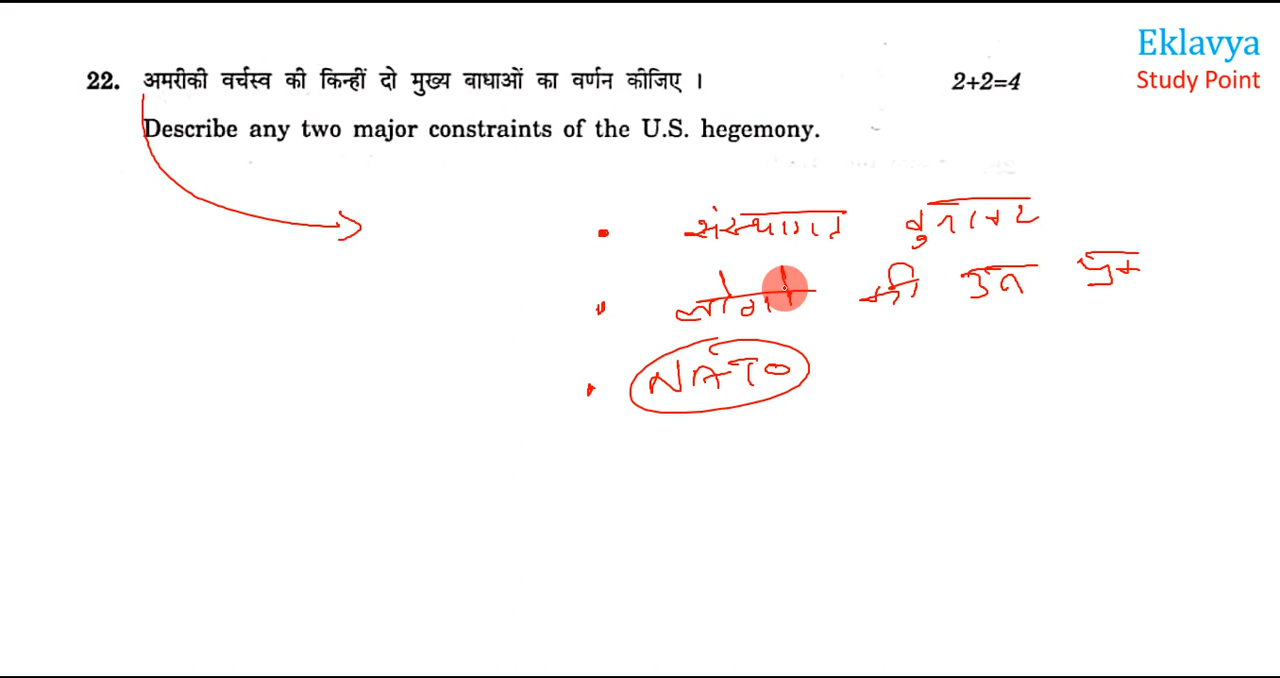 Eklavya
Study Point
22. अमरीकी वर्चस्व की किन्हीं दो मुख्य बाधाओं का वर्णन कीजिए । 2+2=4
Describe any two major constraints of the U.S. hegemony.
संस्थागत बुनावट
लोगों की उन
NATO